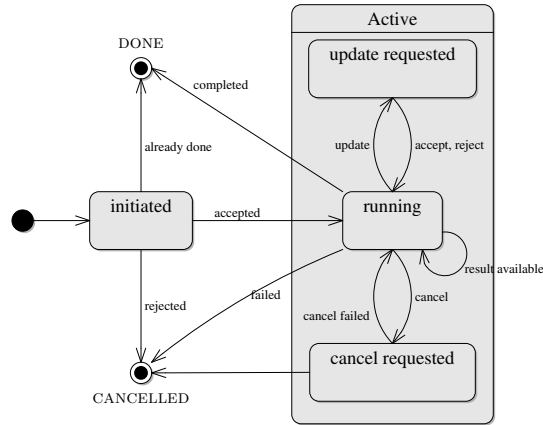 Active
DONE
update requested
completed
update
accept, reject
already done
initiated
accepted
running
result available
rejected
failed
cancel failed
cancel
cancel requested
CANCELLED